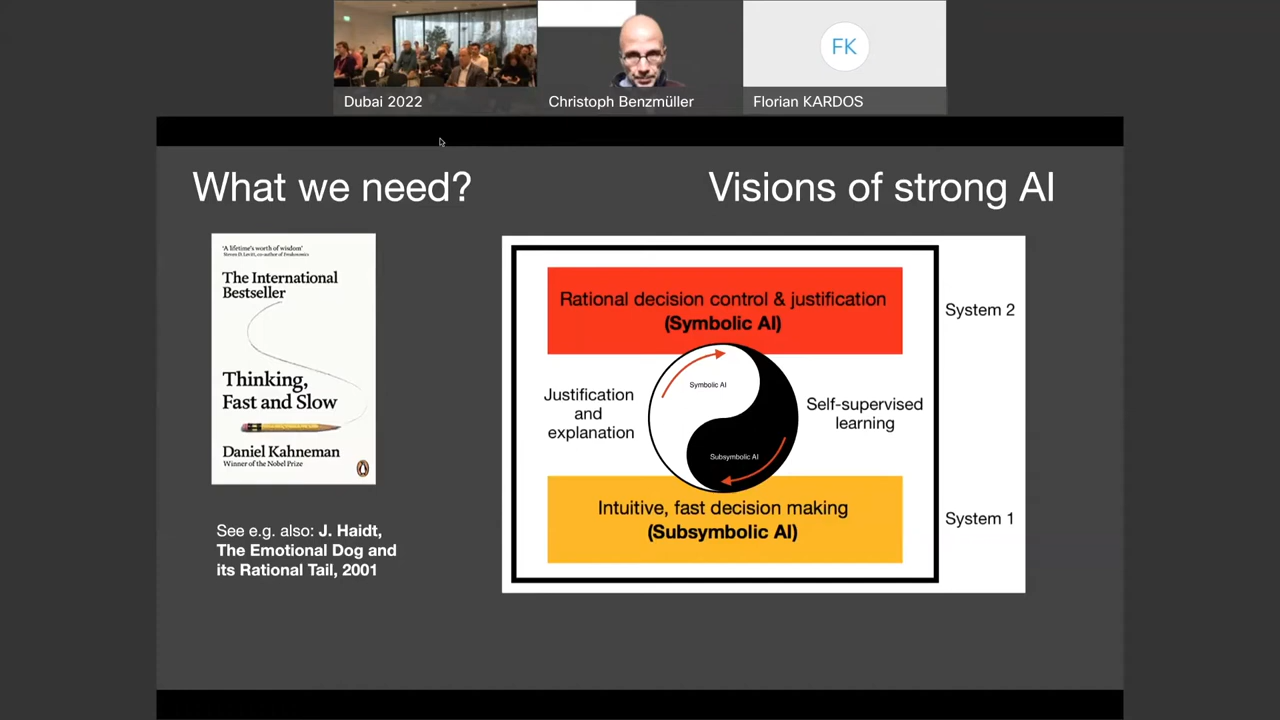 Dubai 2022
Christoph Benzmüller
FK
Florian KARDOS
What we need?
Visions of strong AI
'A lifetime's worth of wisdom'
Steven D. Levitt, co-author of Freakonomics
The International
Bestseller
Thinking,
Fast and Slow
Daniel Kahneman
Winner of the Nobel Prize
See e.g. also: J. Haidt,
The Emotional Dog and
its Rational Tail, 2001
Rational decision control & justification
(Symbolic AI)
System 2
Symbolic AI
Justification
and
explanation
Self-supervised
learning
Subsymbolic AI
Intuitive, fast decision making
(Subsymbolic AI)
System 1